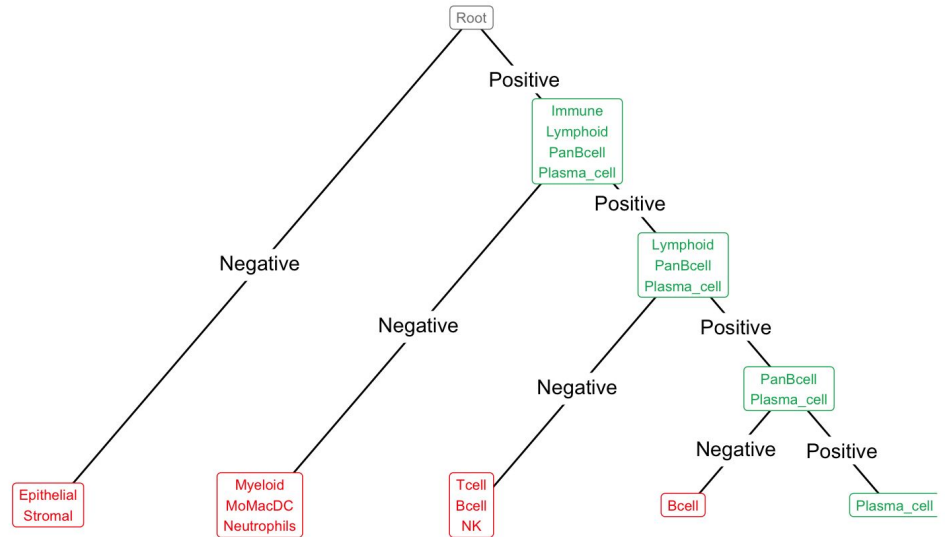 Root
Positive
Immune
Lymphoid
PanBcell
Plasma_cell
Positive
Lymphoid
PanBcell
Plasma_cell
Negative
Negative
Positive
PanBcell
Plasma_cell
Negative
Negative
Positive
Epithelial
Stromal
Myeloid
MoMacDC
Neutrophils
Tcell
Bcell
NK
Bcell
Plasma_cell